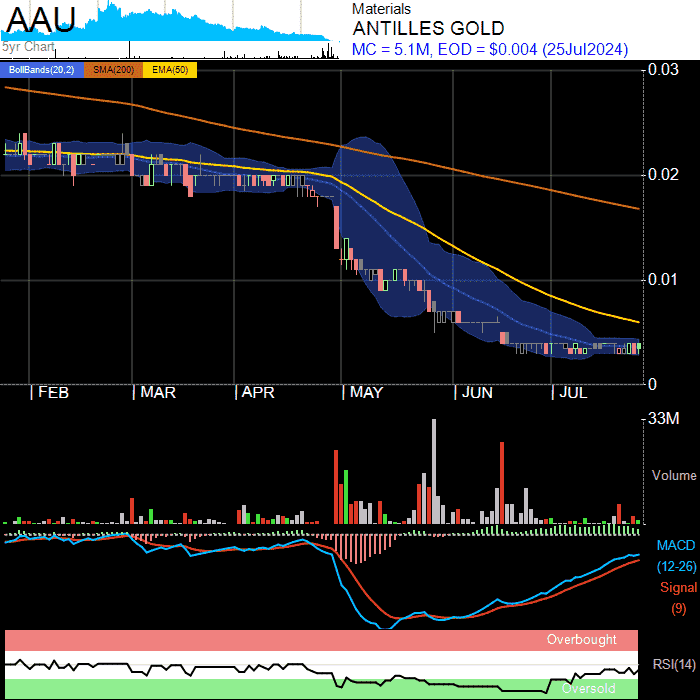 AAU
5yr Chart
Materials
ANTILLES GOLD
MC = 5.1M, EOD = $0.004 (25Jul2024)
BollBands(20,2) SMA(200) EMA(50)
0.03
0.02
0.01
0
FEB MAR APR MAY JUN JUL
33M
Volume
MACD
(12-26)
Signal
(9)
Overbought
RSI(14)
Oversold